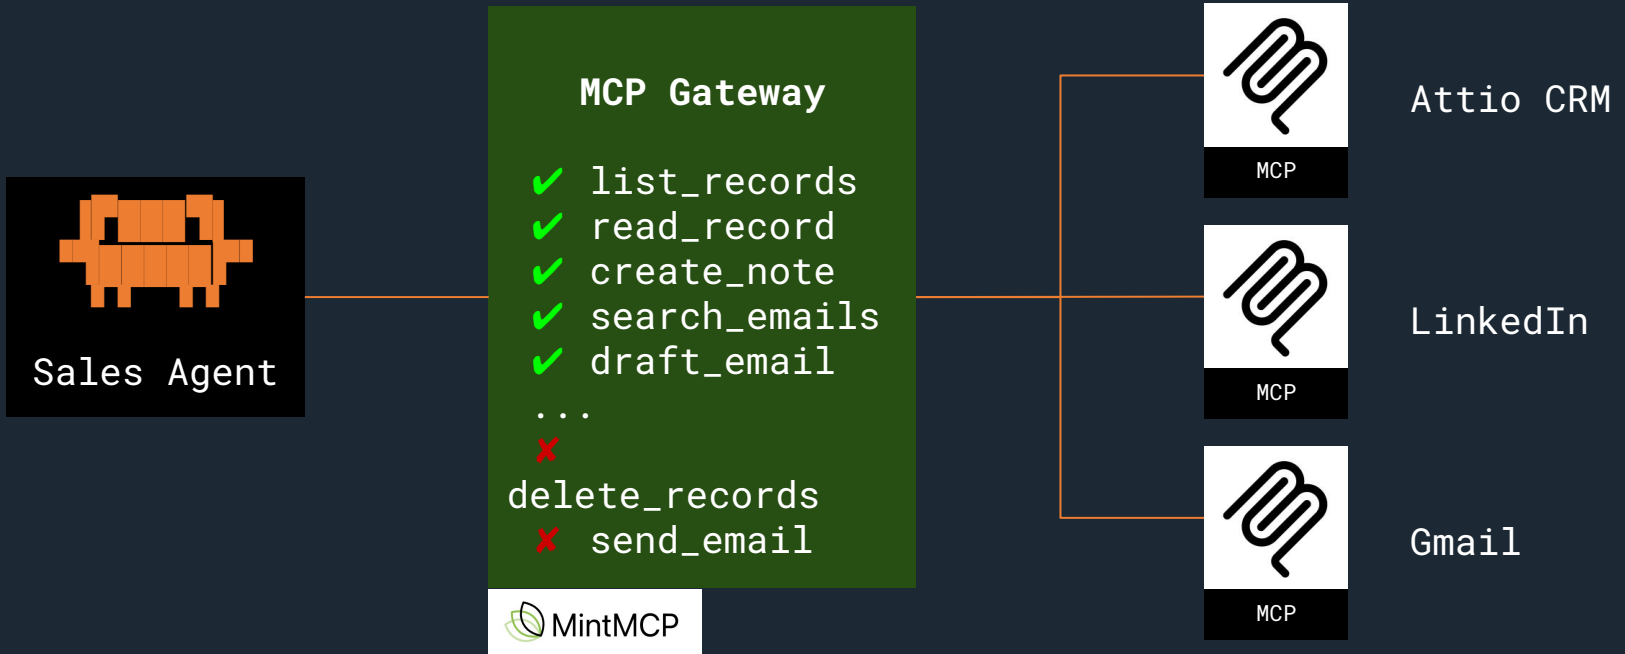 Sales Agent
MCP Gateway
✔ list_records
✔ read_record
✔ create_note
✔ search_emails
✔ draft_email
...
✘
delete_records
✘ send_email
MintMCP
MCP
Attio CRM
MCP
LinkedIn
MCP
Gmail